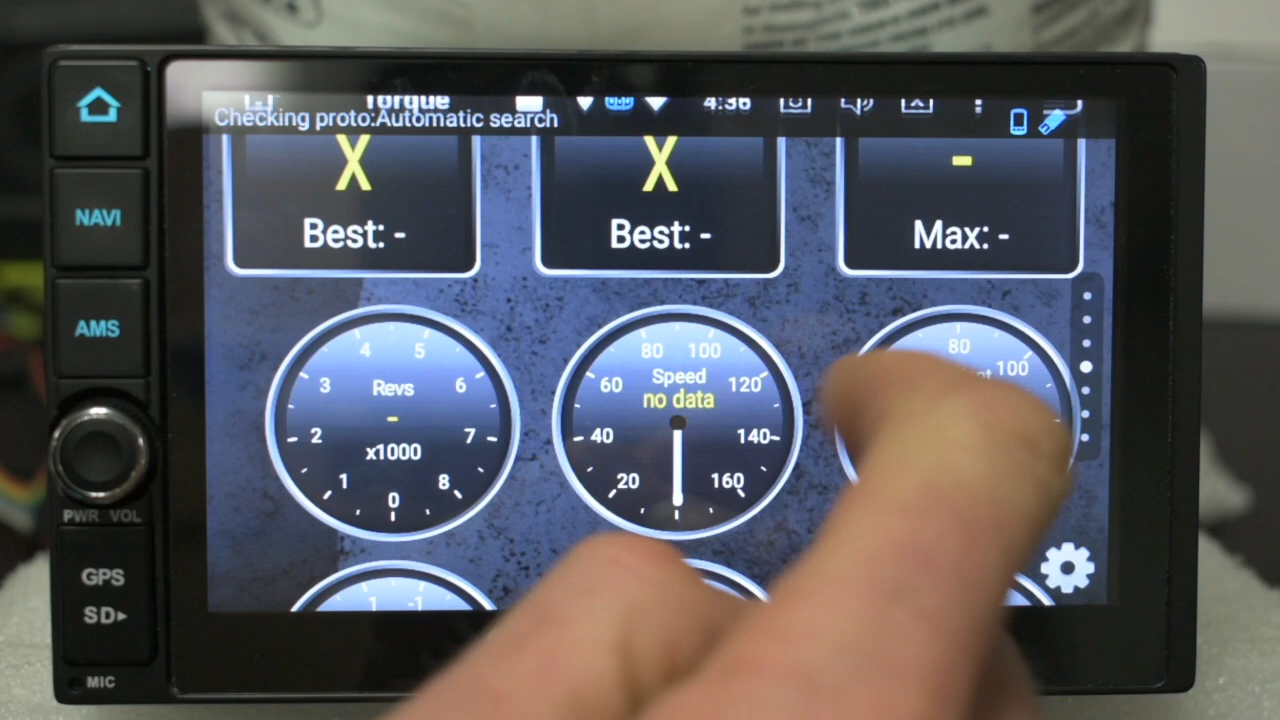 Torque
4:36
Checking proto:Automatic search
X
X
-
Best: -
Best: -
Max: -
NAVI
AMS
PWR VOL
GPS
SD
MIC
4 5
3 Revs 6
-
2 7
x1000
1 8
0
80 100
Speed
60 120
no data
40 140
20 160
80
100
1 -1